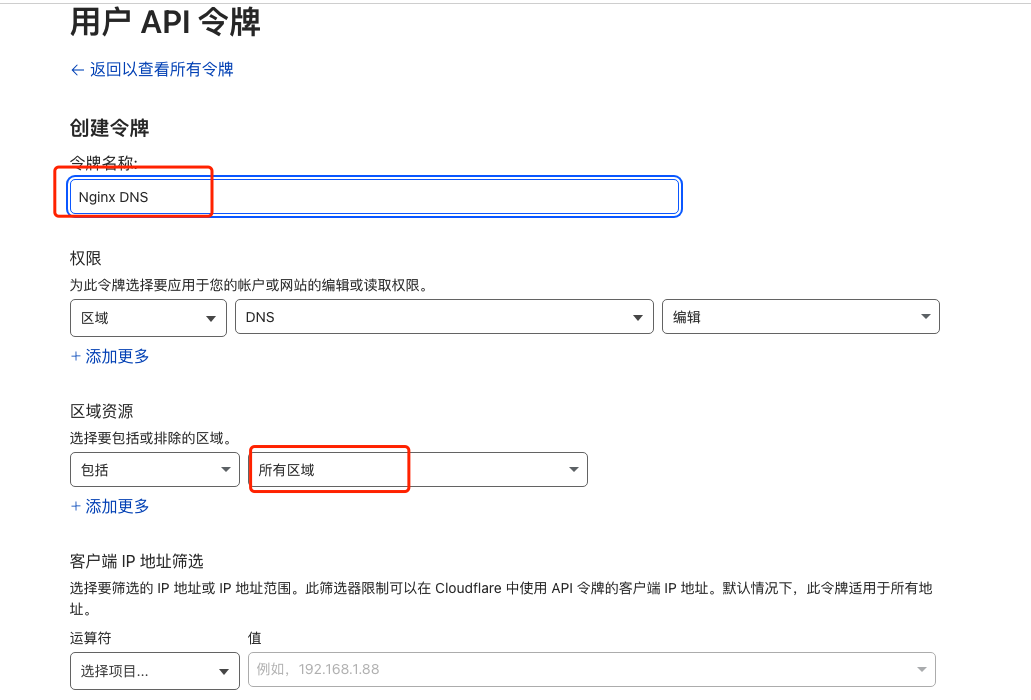 用户 API 令牌
← 返回以查看所有令牌
创建令牌
令牌名称:
Nginx DNS
权限
为此令牌选择要应用于您的帐户或网站的编辑或读取权限。
区域 DNS 编辑
+ 添加更多
区域资源
选择要包括或排除的区域。
包括 所有区域
+ 添加更多
客户端 IP 地址筛选
选择要筛选的 IP 地址或 IP 地址范围。此筛选器限制可以在 Cloudflare 中使用 API 令牌的客户端 IP 地址。默认情况下，此令牌适用于所有地
址。
运算符 值
选择项目... 例如，192.168.1.88